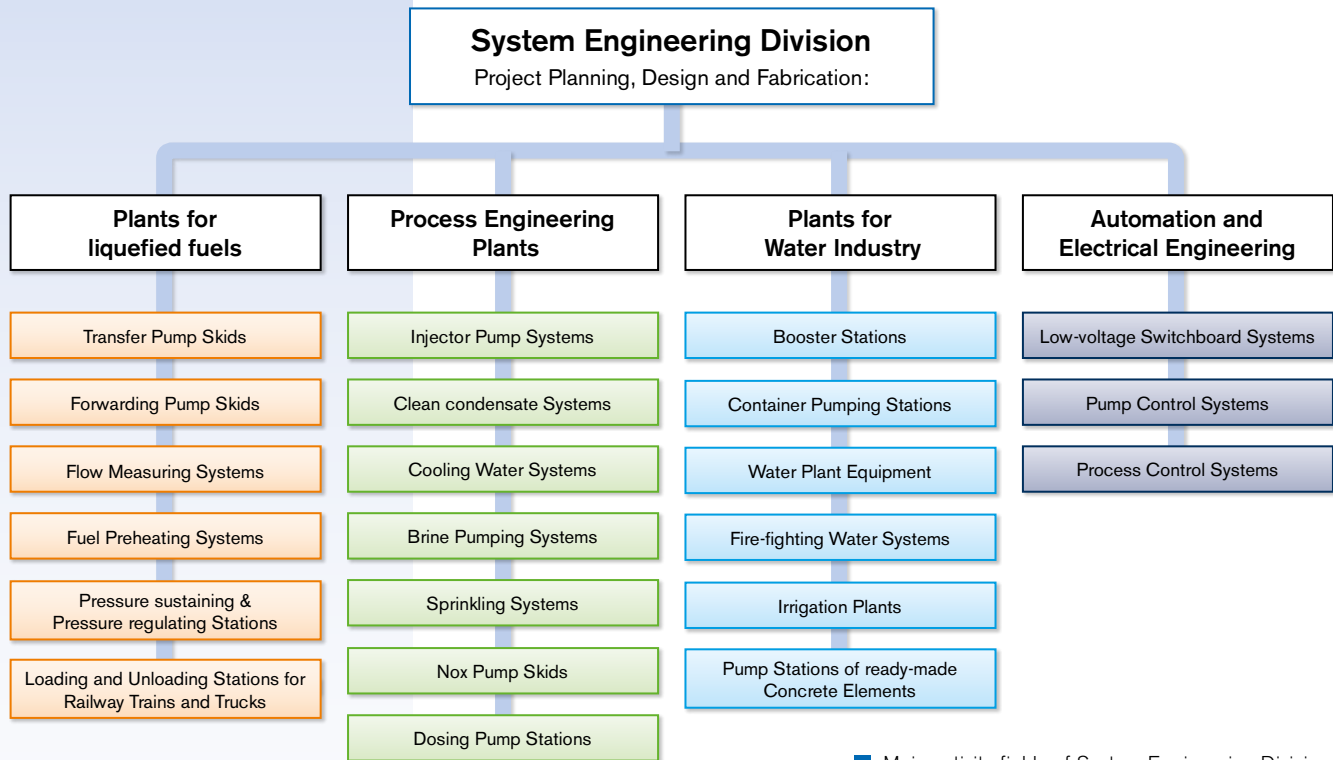 System Engineering Division
Project Planning, Design and Fabrication:
Plants for
liquefied fuels
Transfer Pump Skids
Forwarding Pump Skids
Flow Measuring Systems
Fuel Preheating Systems
Pressure sustaining &
Pressure regulating Stations
Loading and Unloading Stations for
Railway Trains and Trucks
Process Engineering
Plants
Injector Pump Systems
Clean condensate Systems
Cooling Water Systems
Brine Pumping Systems
Sprinkling Systems
Nox Pump Skids
Dosing Pump Stations
Plants for
Water Industry
Booster Stations
Container Pumping Stations
Water Plant Equipment
Fire-fighting Water Systems
Irrigation Plants
Pump Stations of ready-made
Concrete Elements
Automation and
Electrical Engineering
Low-voltage Switchboard Systems
Pump Control Systems
Process Control Systems